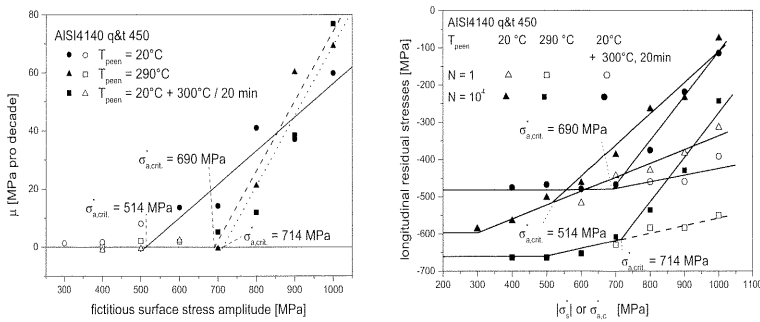 AISI4140 q&t 450
● ○ Tpeen = 20°C
▲ □ Tpeen = 290°C
■ △ Tpeen = 20°C + 300°C / 20 min
σ*a,crit. = 690 MPa
σ*a,crit. = 514 MPa
σ*a,crit. = 714 MPa
80
60
40
20
0
µ [MPa pro decade]
300 400 500 600 700 800 900 1000
fictitious surface stress amplitude [MPa]
AISI4140 q&t 450
Tpeen 20 °C 290 °C 20°C
+ 300°C, 20min
N = 1 △ □ ○
N = 10⁴ ▲ ■ ●
σ*a,crit. = 690 MPa
σ*a,crit. = 514 MPa
σ*a,crit. = 714 MPa
0
-100
-200
-300
-400
-500
-600
-700
longitudinal residual stresses [MPa]
200 300 400 500 600 700 800 900 1000 1100
|σ*s| or σ*a,c [MPa]